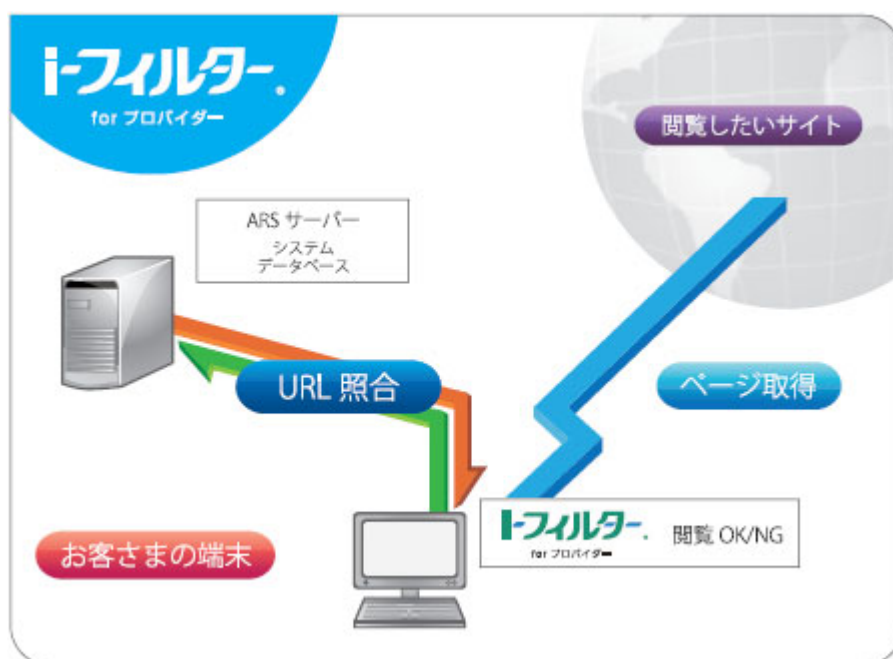 i-フィルター®
for プロバイダー
閲覧したいサイト
ARS サーバー
システム
データベース
URL 照合
ページ取得
お客さまの端末
i-フィルター®
for プロバイダー
閲覧 OK/NG